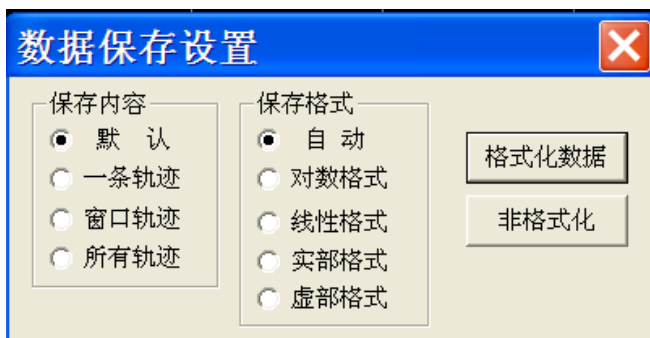 数据保存设置
保存内容
默 认
一条轨迹
窗口轨迹
所有轨迹
保存格式
自 动
对数格式
线性格式
实部格式
虚部格式
格式化数据
非格式化